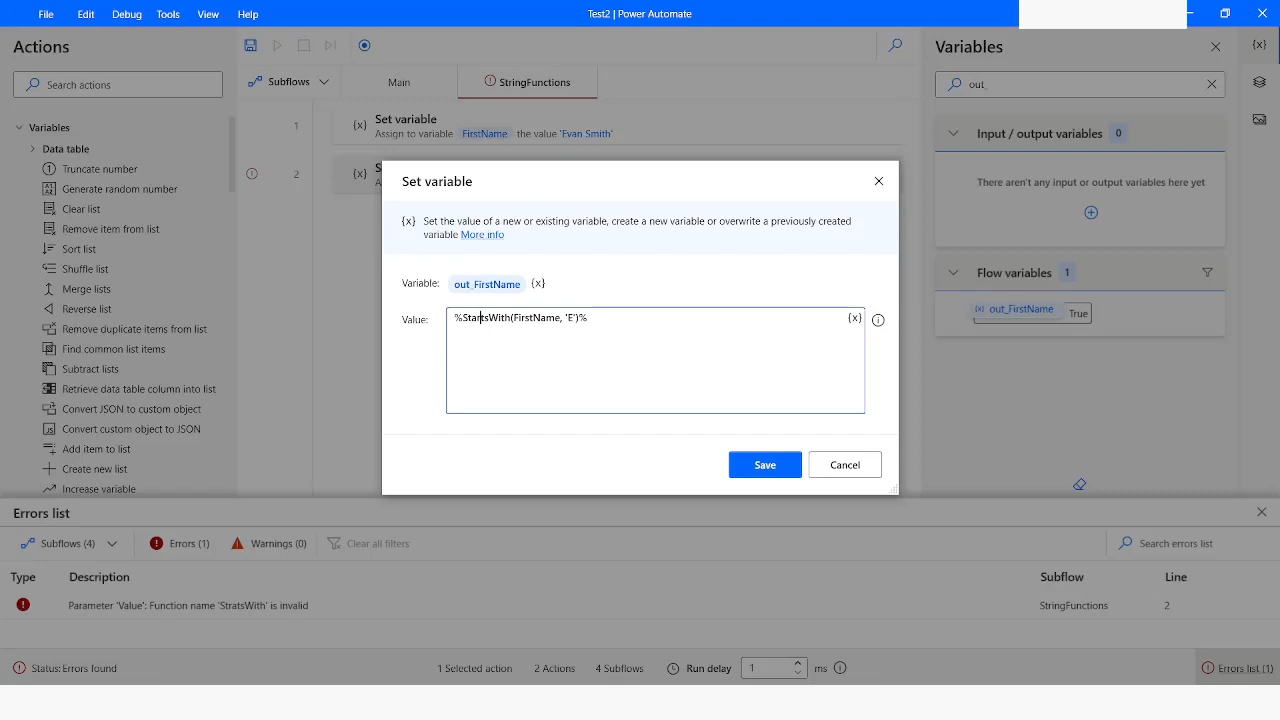 File Edit Debug Tools View Help
Test2 | Power Automate
Actions
Search actions
Variables
Data table
Truncate number
Generate random number
Clear list
Remove item from list
Sort list
Shuffle list
Merge lists
Reverse list
Remove duplicate items from list
Find common list items
Subtract lists
Retrieve data table column into list
Convert JSON to custom object
Convert custom object to JSON
Add item to list
Create new list
Increase variable
Subflows
Main
StringFunctions
1
{x} Set variable
Assign to variable FirstName the value 'Evan Smith'
2
{x}
Set variable
{x} Set the value of a new or existing variable, create a new variable or overwrite a previously created
variable More info
Variable: out_FirstName {x}
Value: %StartsWith(FirstName, 'E')% {x}
Save
Cancel
Variables
{x}
out_
Input / output variables 0
There aren't any input or output variables here yet
Flow variables 1
{x} out_FirstName True
Errors list
Subflows (4) Errors (1) Warnings (0) Clear all filters
Search errors list
Type Description Subflow Line
Parameter 'Value': Function name 'StratsWith' is invalid StringFunctions 2
Status: Errors found
1 Selected action 2 Actions 4 Subflows Run delay 1 ms
Errors list (1)